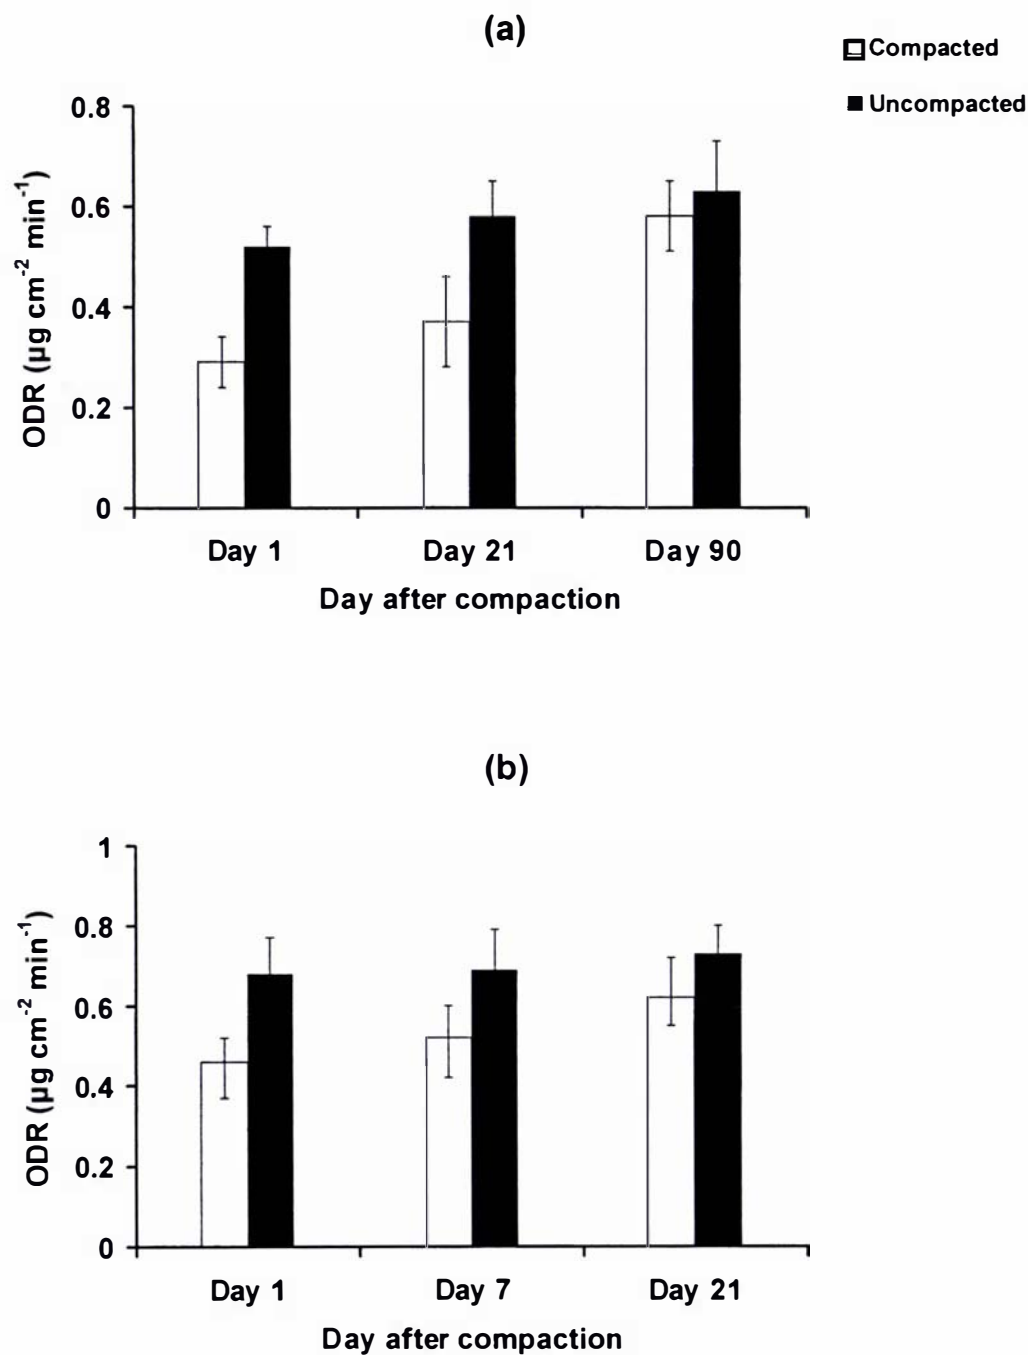 (a)
Compacted
Uncompacted
0.8
0.6
0.4
0.2
0
ODR (µg cm⁻² min⁻¹)
Day 1 Day 21 Day 90
Day after compaction
(b)
1
0.8
0.6
0.4
0.2
0
ODR (µg cm⁻² min⁻¹)
Day 1 Day 7 Day 21
Day after compaction